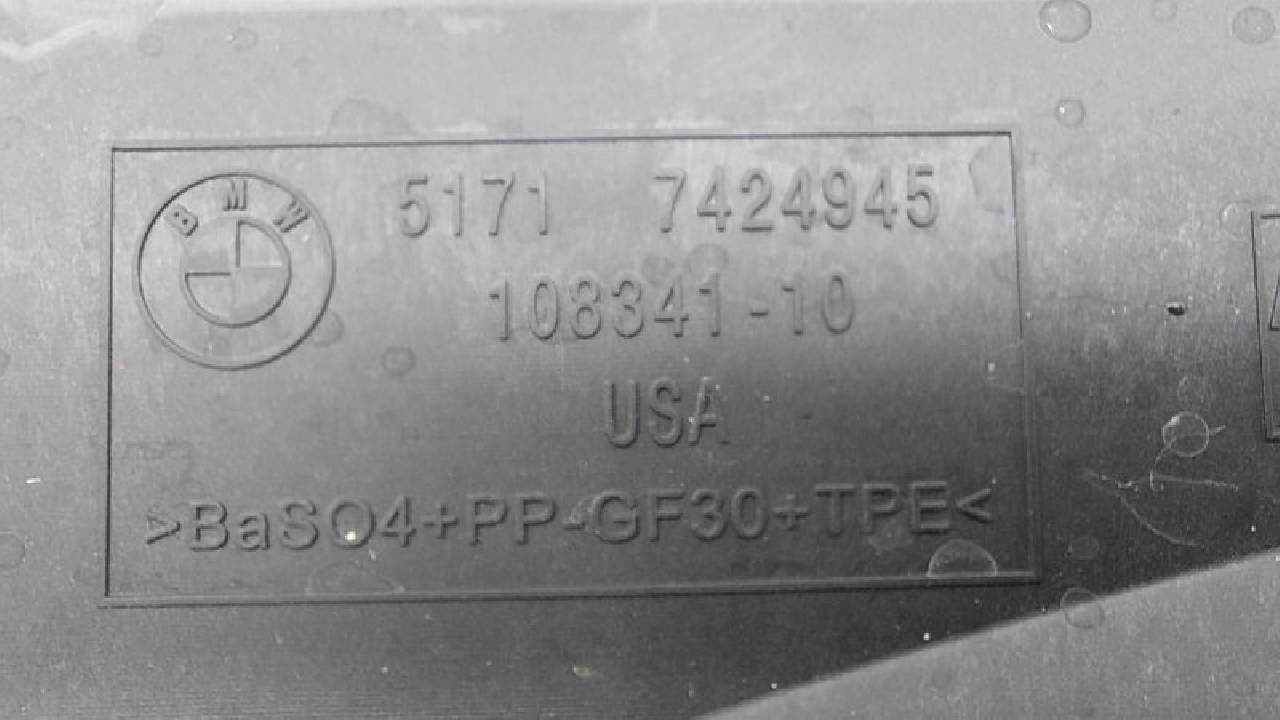 BMW
5171 7424945
108341-10
USA
>BaSO4+PP-GF30+TPE<